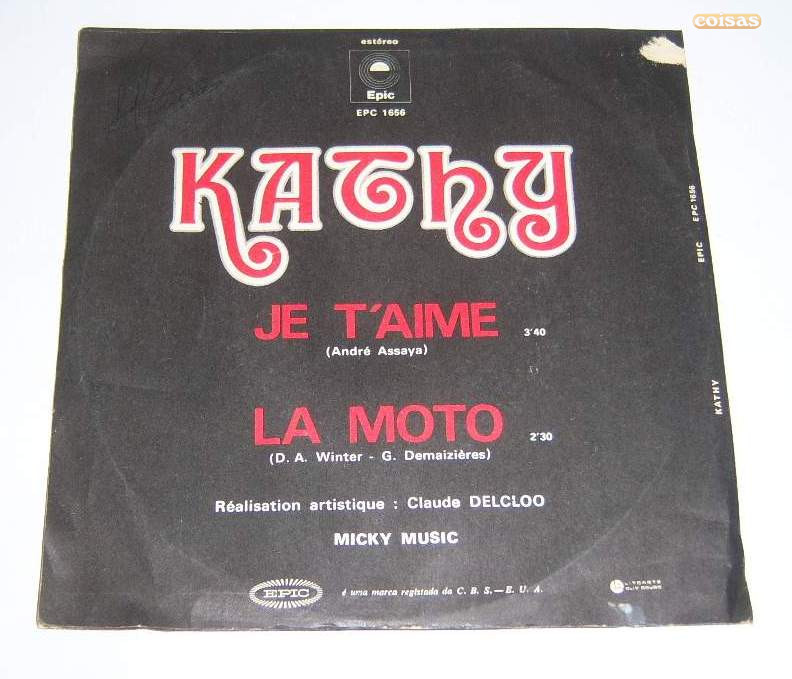 coisas
estéreo
Epic
EPC 1656
KAThy
JE T'AIME 3'40
(André Assaya)
LA MOTO 2'30
(D. A. Winter - G. Demaizières)
Réalisation artistique : Claude DELCLOO
MICKY MUSIC
EPIC
é uma marca registada da C. B. S. — E. U. A.
KATHY EPIC EPC 1656